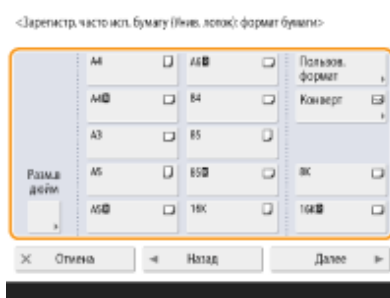 <Зарегистр. часто исп. бумагу (Унив. лоток): формат бумаги>
A4
A6R
Пользов.
формат
A4R
B4
Конверт
A3
B5
Разм.в
дюйм
A5
B5R
8K
A5R
16K
16KR
Отмена
Назад
Далее